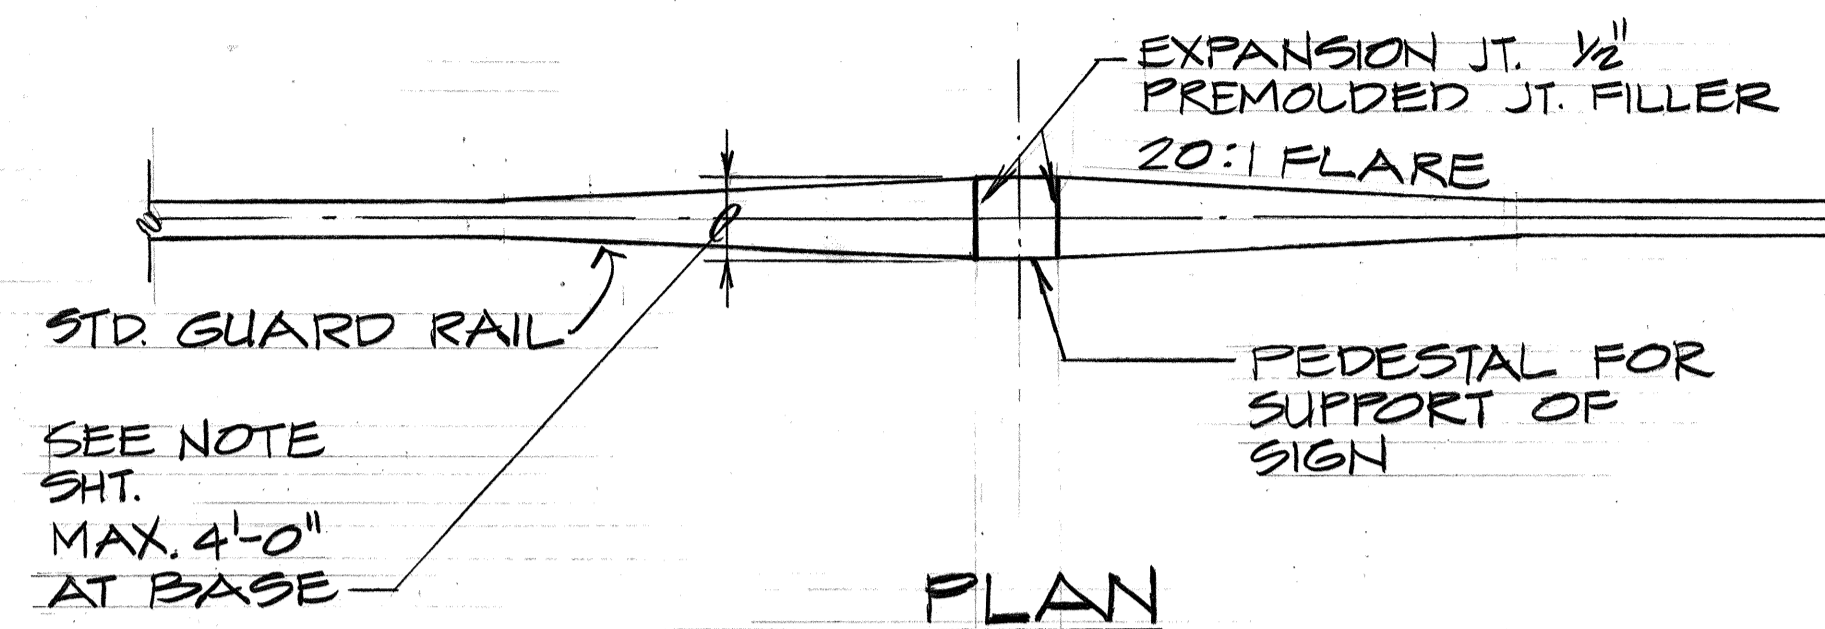 EXPANSION JT. 1/2"
PREMOLDED JT. FILLER
20:1 FLARE
STD. GUARD RAIL
PEDESTAL FOR
SUPPORT OF
SIGN
SEE NOTE
SHT.
MAX. 4'-0"
AT BASE
PLAN